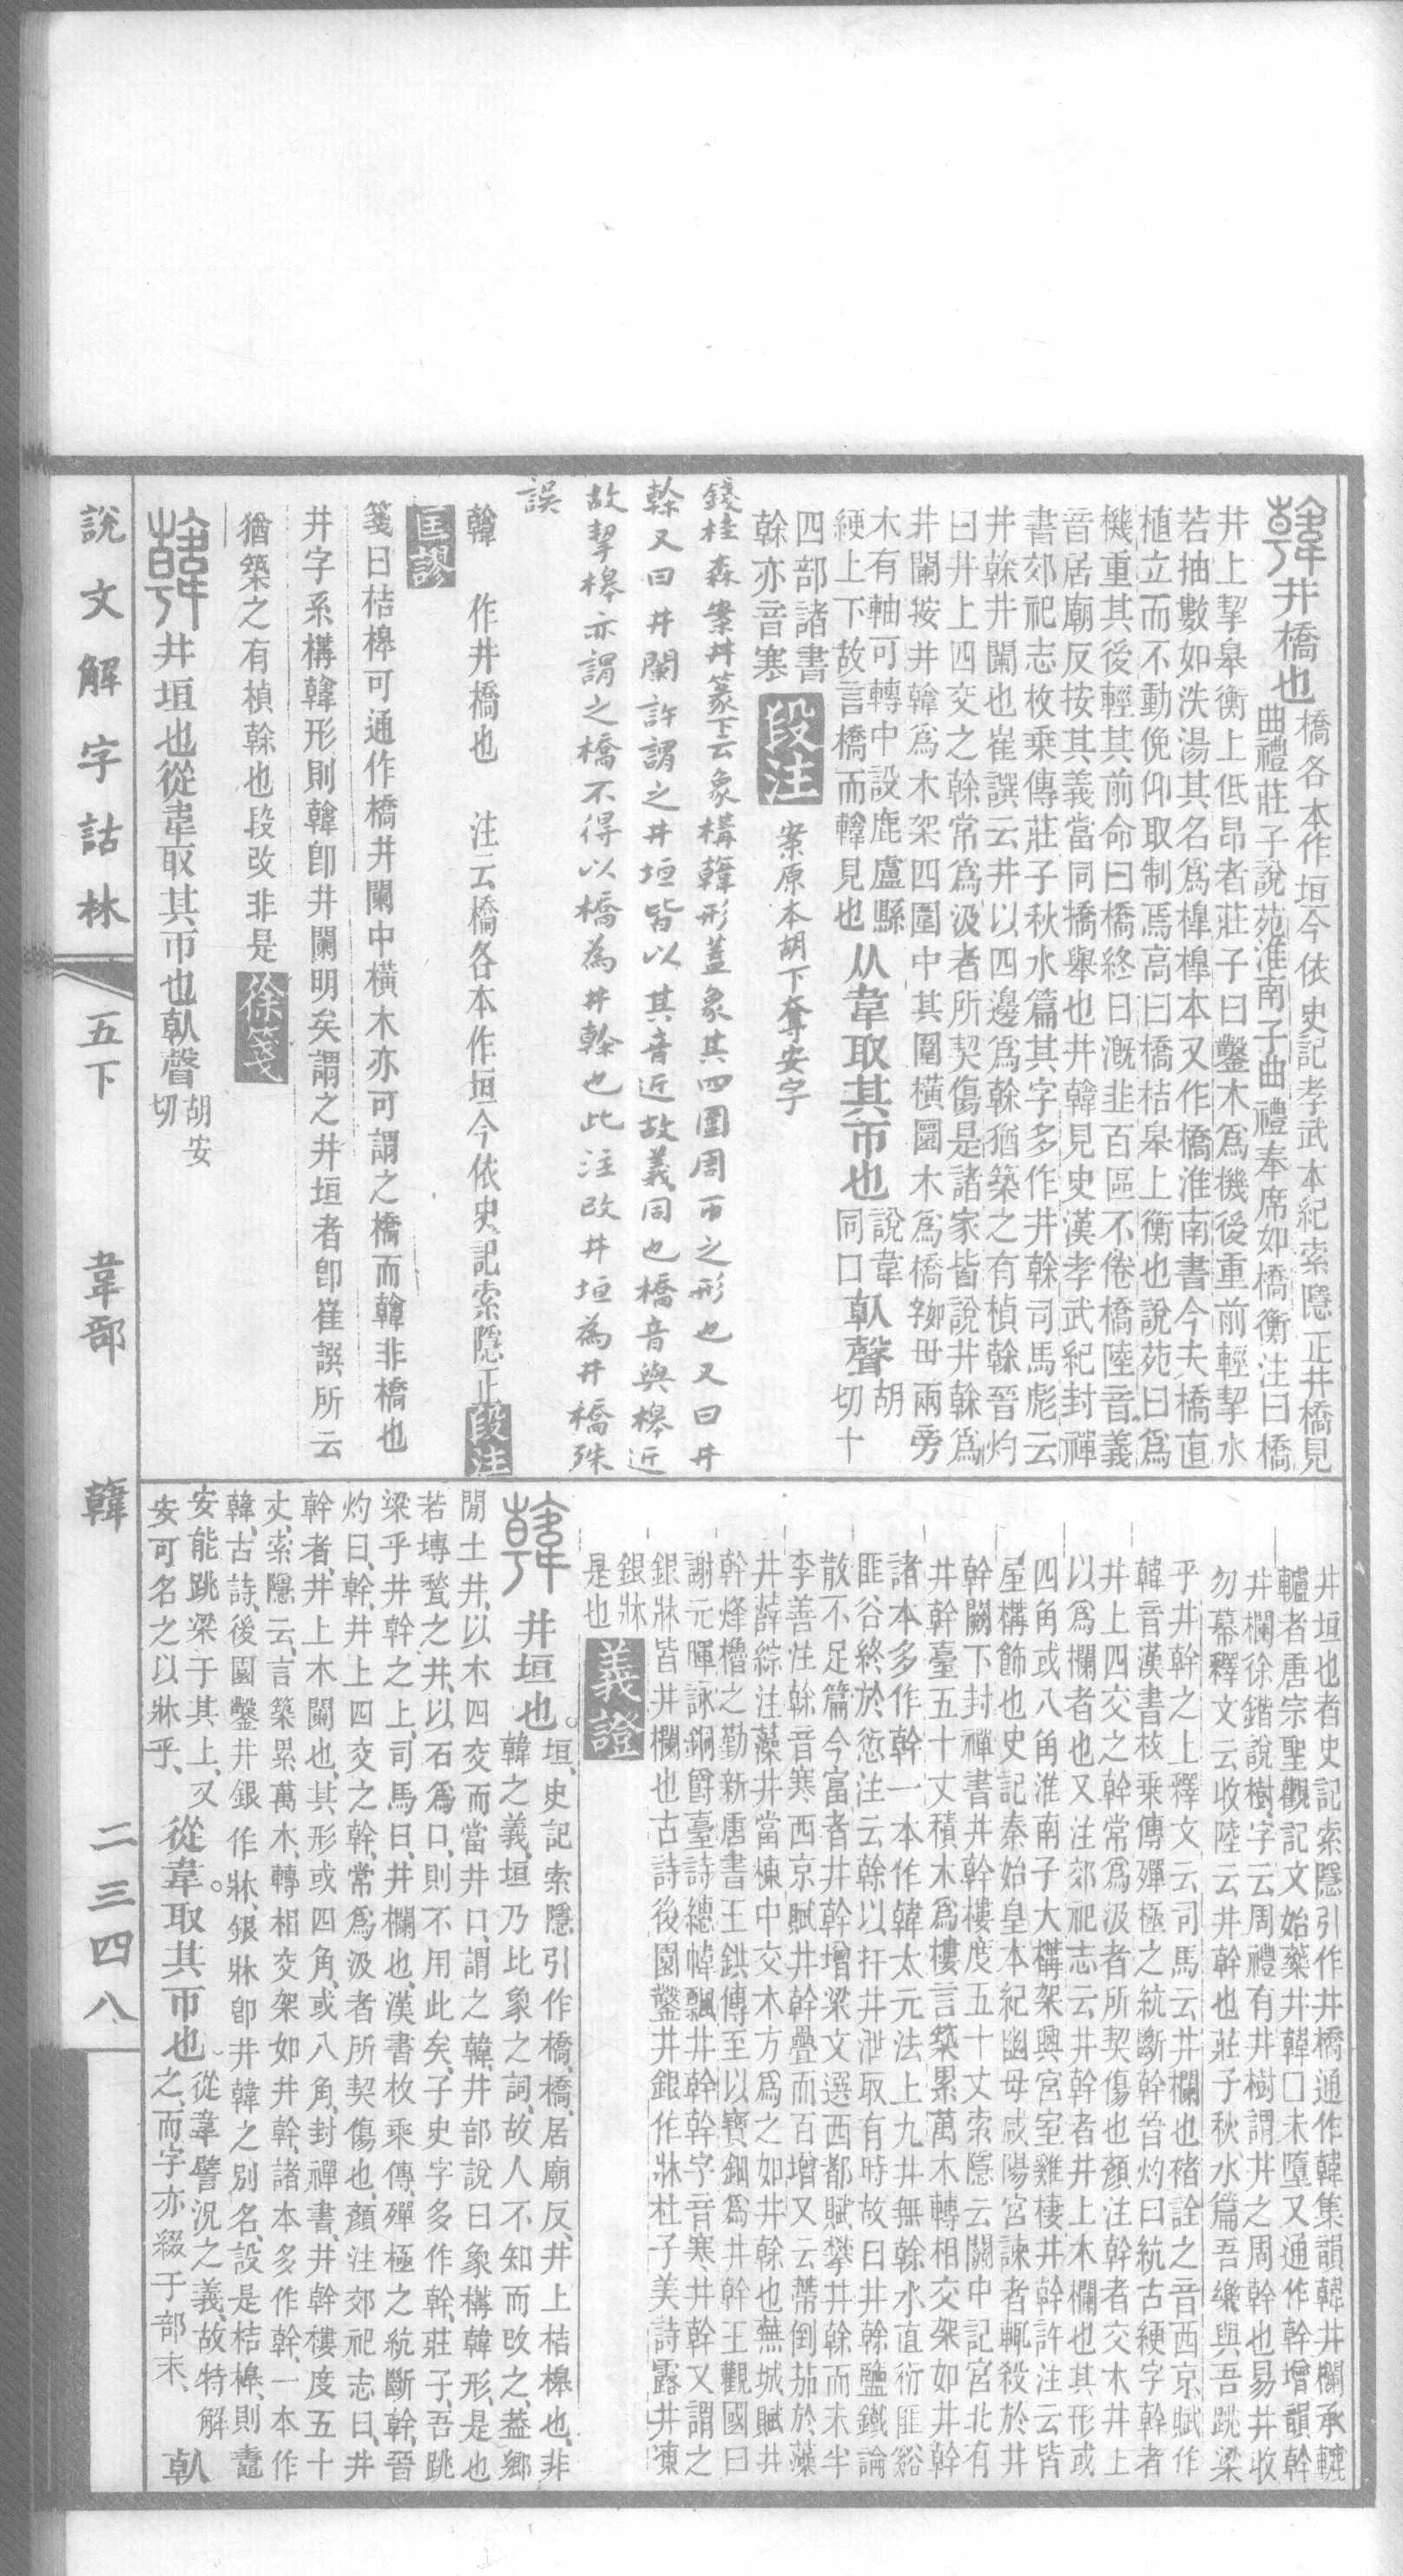 韓井橋也橋各本作垣今依史記孝武本紀索隱正井橋見
曲禮莊子說苑淮南子曲禮奉席如橋衡注曰橋
井上㓞皋衡上低昂者莊子曰鑿木爲機後重前輕挈水
若抽數如泆湯其名爲橰橰本又作橋淮南書今夫橋直
植立而不動俛仰取制焉高曰橋桔皋上衡也說苑曰爲
機重其後輕其前命曰橋終日漑韭百區不倦橋陸音義
音居廟反按其義當同撟舉也井韓見史漢孝武紀封禪
書郊祀志枚乗傳莊子秋水篇其字多作井榦司馬彪云
井榦井闌也崔譔云井以四邊爲榦猶築之有楨榦晉灼
曰井上四交之榦常爲汲者所契傷是諸家皆說井榦爲
井闌按井韓爲木架四圍中其圍橫圜木爲橋兩旁
木有軸可轉中設鹿盧縣
綆上下故言橋而韓見也从韋取其帀也說韋
同囗倝聲胡
切十
四部諸書
榦亦音寒
段注
案原本胡下奪安字
錢桂森案丼篆下云象構韓形蓋象其四圍周帀之形也又曰井
榦又曰井闌許謂之井垣皆以其音近故義同也橋音與橰近
故挈橰亦謂之橋不得以橋為井榦也此注改井垣為井橋殊
誤
段注
韓 作井橋也 注云橋各本作垣今依史記索隱正
匡謬
箋曰桔橰可通作橋井闌中橫木亦可謂之橋而韓非橋也
井字系構韓形則韓卽井闌明矣謂之井垣者卽崔譔所云
猶築之有楨榦也段改非是
徐箋
韓井垣也從韋取其帀也倝聲胡安
切
井垣也者史記索隱引作井橋通作韓集韻韓井欄承轆
轤者唐宗聖觀記文始藥井韓囗未墮又通作幹增韻幹
井欄徐鍇說樹字云周禮有井樹謂井之周幹也易井收
勿幕釋文云收陸云井幹也莊子秋水篇吾樂與吾跳梁
乎井幹之上釋文云司馬云井欄也褚詮之音西京賦作
韓音漢書枚乗傳殫極之統斷幹晉灼曰統古綆字幹者
井上四交之幹常爲汲者所契傷也顏注幹者交木井上
以爲欄者也又注郊祀志云井幹者井上木欄也其形或
四角或八角淮南子大構架興宮室雞棲井幹許注云皆
屋構飾也史記秦始皇本紀幽母咸陽宮諫者輒殺於井
幹闕下封禪書井幹樓度五十丈索隱云關中記宮北有
井幹臺五十丈積木爲樓言築累萬木轉相交架如井幹
諸本多作幹一本作韓太元法上九井無榦水直衍匪谿
匪谷終於愆注云榦以扞井泄取有時故曰井榦鹽鐵論
散不足篇今富者井幹增梁文選西都賦攀井榦而未半
李善注榦音寒西京賦井幹疊而百增又云蔕倒茄於藻
井薛綜注藻井當棟中交木方爲之如井榦也蕪城賦井
幹烽櫓之勤新唐書王鉷傳至以寶鈿爲井幹王觀國曰
謝元暉詠銅爵臺詩繐幃飄井幹幹字音寒井幹又謂之
銀牀皆井欄也古詩後園鑿井銀作牀杜子美詩露井凍
銀牀
是也
義證
韓井垣也。垣、史記索隱引作橋、橋、居廟反、井上桔橰也、非
韓之義、垣乃比象之詞、故人不知而改之、葢鄉
閒土井、以木四交而當井口、謂之韓、井部說曰象構韓形、是也
若塼甃之井、以石爲口、則不用此矣、子史字多作幹、莊子、吾跳
梁乎井幹之上、司馬曰、井欄也、漢書枚乘傳、殫極之統斷幹、晉
灼曰、幹、井上四交之幹、常爲汲者所契傷也、顏注郊祀志曰、井
幹者、井上木闌也、其形或四角、或八角、封禪書、井幹樓度五十
丈、索隱云、言築累萬木、轉相交架如井幹、諸本多作幹、一本作
韓、古詩、後園鑿井銀作牀、銀牀卽井韓之別名、設是桔橰、則鼃
安能跳梁于其上、又
安可名之以牀乎、從韋。取其帀也、從韋譬況之義、故特解
之、而字亦綴于部末、倝
說文解字詁林
五下
韋部
韓
二三四八